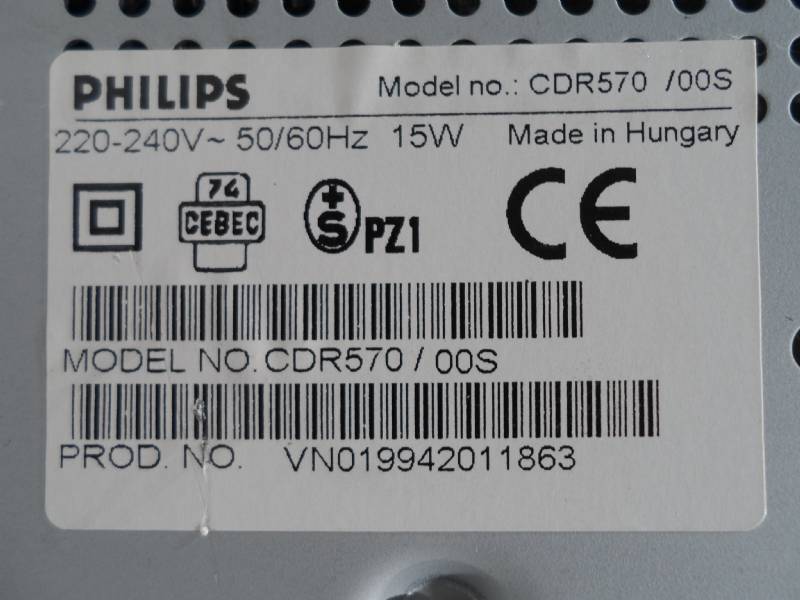 PHILIPS Model no.: CDR570 /00S
220-240V~ 50/60Hz 15W Made in Hungary
74
CEBEC
+
S PZ1
CE
MODEL NO. CDR570 / 00S
PROD. NO. VN019942011863